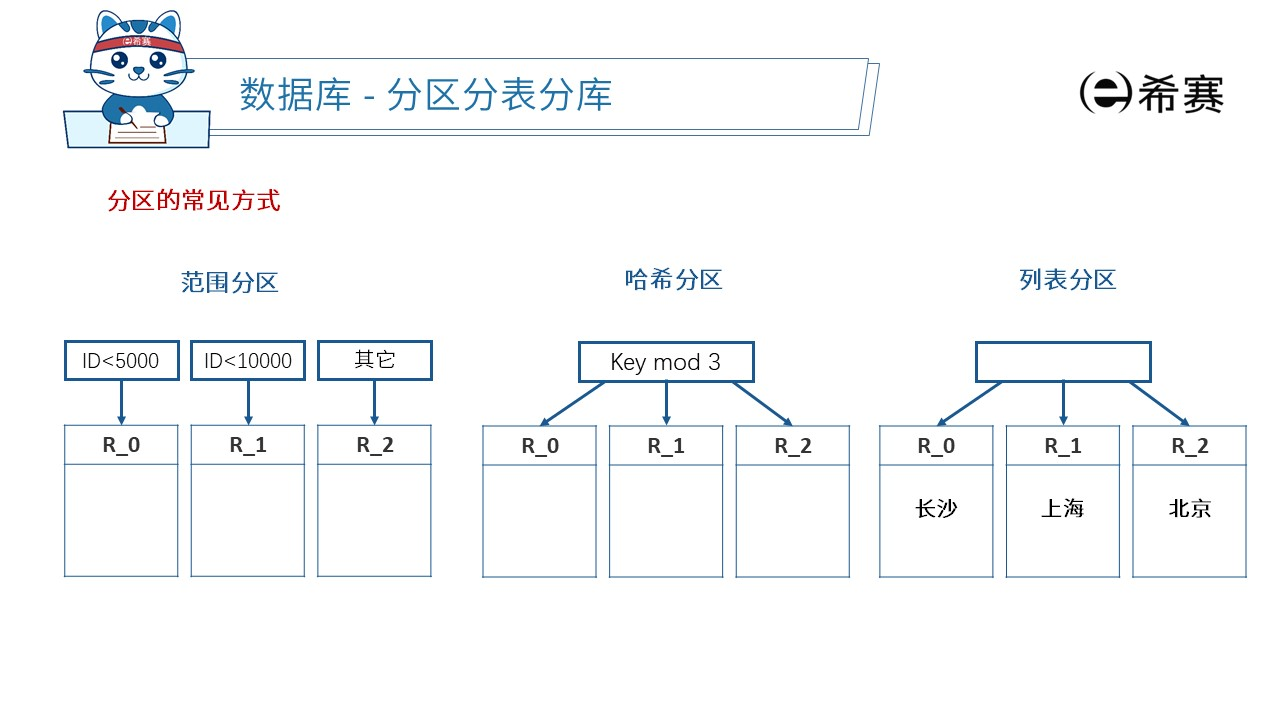 希赛
数据库 - 分区分表分库
希赛
分区的常见方式
范围分区
哈希分区
列表分区
ID<5000
ID<10000
其它
Key mod 3
R_0
R_1
R_2
R_0
R_1
R_2
R_0
R_1
R_2
长沙
上海
北京